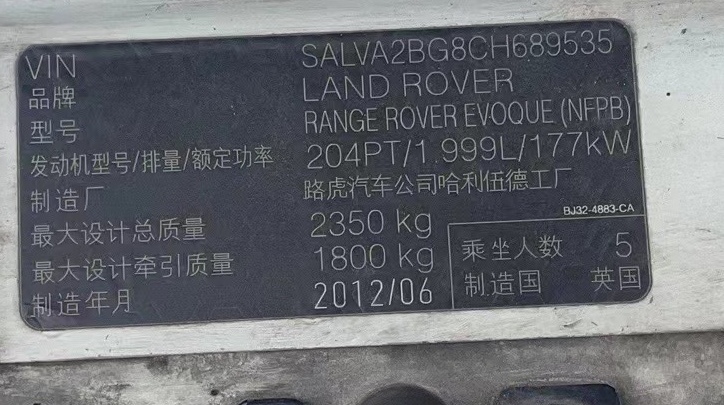 VIN SALVA2BG8CH689535
品牌 LAND ROVER
型号 RANGE ROVER EVOQUE (NFPB)
发动机型号/排量/额定功率 204PT/1.999L/177kW
制造厂 路虎汽车公司哈利伍德工厂
BJ32-4883-CA
最大设计总质量 2350 kg
最大设计牵引质量 1800 kg
制造年月 2012/06
乘坐人数 5
制造国 英国